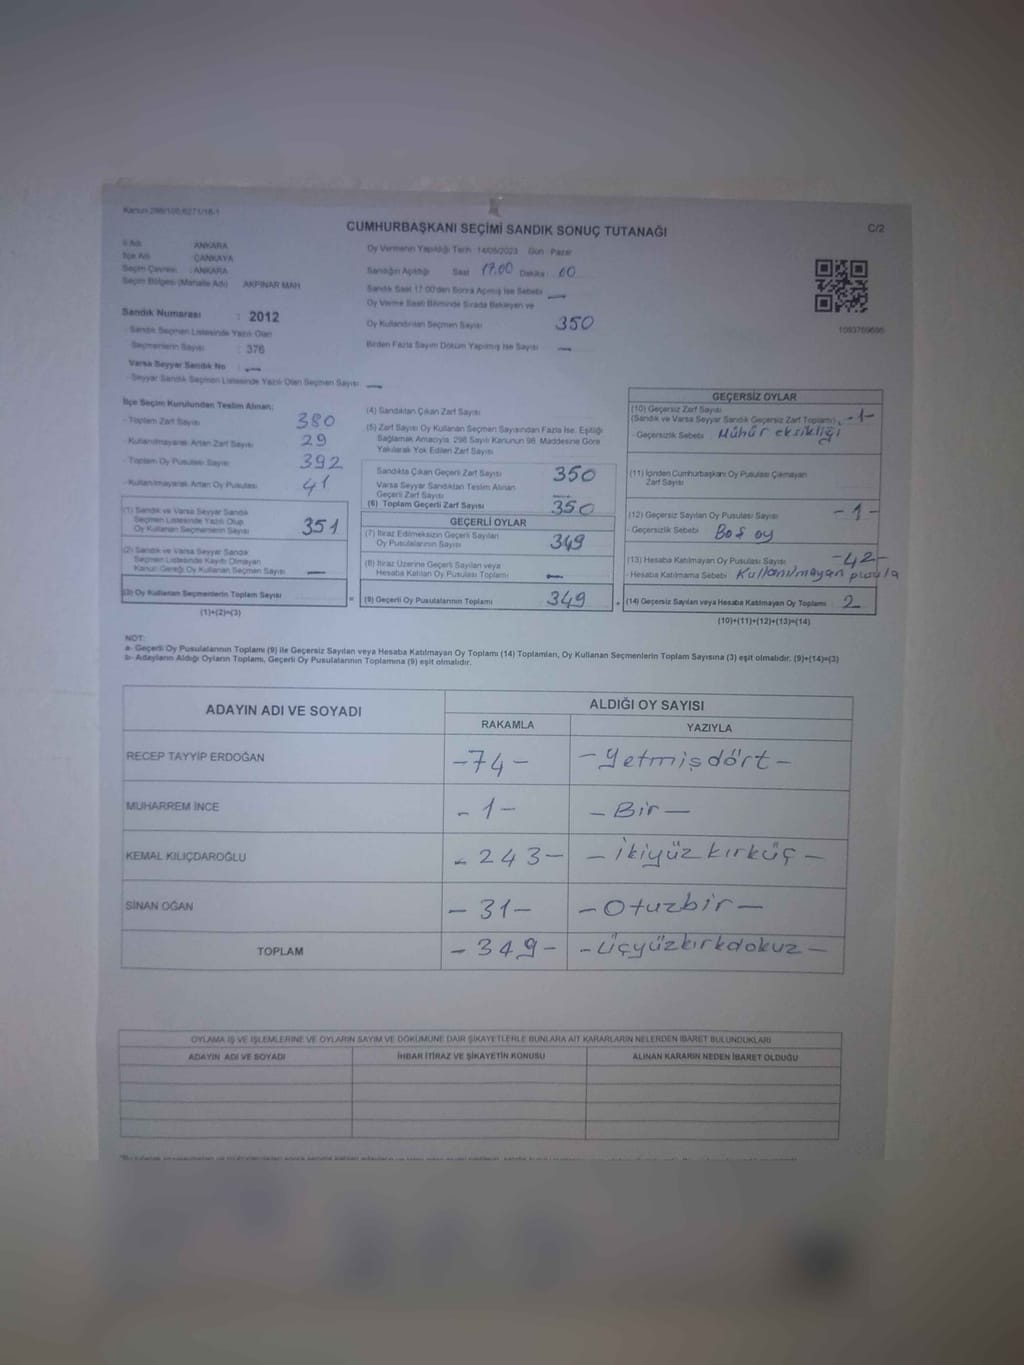 Kanun:298/105;6271/16-1
CUMHURBAŞKANI SEÇİMİ SANDIK SONUÇ TUTANAĞI
C/2
İl Adı : ANKARA
İlçe Adı : ÇANKAYA
Seçim Çevresi : ANKARA
Seçim Bölgesi (Mahalle Adı) AKPINAR MAH
Sandık Numarası : 2012
- Sandık Seçmen Listesinde Yazılı Olan
Seçmenlerin Sayısı : 376
Varsa Seyyar Sandık No : —
- Seyyar Sandık Seçmen Listesinde Yazılı Olan Seçmen Sayısı —
Oy Vermenin Yapıldığı Tarih : 14/05/2023 Gün : Pazar
Sandığın Açıldığı Saat 17.00 Dakika : 00
Sandık Saat 17:00'den Sonra Açılmış İse Sebebi —
Oy Verme Saati Bitiminde Sırada Bekleyen ve
Oy Kullandırılan Seçmen Sayısı 350
Birden Fazla Sayım Döküm Yapılmış İse Sayısı —
İlçe Seçim Kurulundan Teslim Alınan;
- Toplam Zarf Sayısı 380
- Kullanılmayarak Artan Zarf Sayısı 29
- Toplam Oy Pusulası Sayısı 392
- Kullanılmayarak Artan Oy Pusulası 41
(1) Sandık ve Varsa Seyyar Sandık
Seçmen Listesinde Yazılı Olup
Oy Kullanan Seçmenlerin Sayısı 351
(2) Sandık ve Varsa Seyyar Sandık
Seçmen Listesinde Kayıtlı Olmayan
Kanun Gereği Oy Kullanan Seçmen Sayısı —
(3) Oy Kullanan Seçmenlerin Toplam Sayısı
(1)+(2)=(3)
=
(4) Sandıktan Çıkan Zarf Sayısı
(5) Zarf Sayısı Oy Kullanan Seçmen Sayısından Fazla İse, Eşitliği
Sağlamak Amacıyla, 298 Sayılı Kanunun 98. Maddesine Göre
Yakılarak Yok Edilen Zarf Sayısı
Sandıkta Çıkan Geçerli Zarf Sayısı 350
Varsa Seyyar Sandıktan Teslim Alınan
Geçerli Zarf Sayısı —
(6) Toplam Geçerli Zarf Sayısı 350
GEÇERLİ OYLAR
(7) İtiraz Edilmeksizin Geçerli Sayılan
Oy Pusulalarının Sayısı 349
(8) İtiraz Üzerine Geçerli Sayılan veya
Hesaba Katılan Oy Pusulası Toplamı —
(9) Geçerli Oy Pusulalarının Toplamı 349
+
GEÇERSİZ OYLAR
(10) Geçersiz Zarf Sayısı
(Sandık ve Varsa Seyyar Sandık Geçersiz Zarf Toplamı) -1-
- Geçersizlik Sebebi Mühür eksikliği
(11) İçinden Cumhurbaşkanı Oy Pusulası Çıkmayan
Zarf Sayısı
(12) Geçersiz Sayılan Oy Pusulası Sayısı -1-
- Geçersizlik Sebebi Boş oy
(13) Hesaba Katılmayan Oy Pusulası Sayısı -42-
- Hesaba Katılmama Sebebi Kullanılmayan pusula
(14) Geçersiz Sayılan veya Hesaba Katılmayan Oy Toplamı 2
(10)+(11)+(12)+(13)=(14)
NOT:
a- Geçerli Oy Pusulalarının Toplamı (9) ile Geçersiz Sayılan veya Hesaba Katılmayan Oy Toplamı (14) Toplamları, Oy Kullanan Seçmenlerin Toplam Sayısına (3) eşit olmalıdır. (9)+(14)=(3)
b- Adayların Aldığı Oyların Toplamı, Geçerli Oy Pusulalarının Toplamına (9) eşit olmalıdır.
ADAYIN ADI VE SOYADI
ALDIĞI OY SAYISI
RAKAMLA YAZIYLA
RECEP TAYYİP ERDOĞAN -74- -Yetmişdört-
MUHARREM İNCE -1- -Bir-
KEMAL KILIÇDAROĞLU -243- -İkiyüzkırküç-
SİNAN OĞAN -31- -Otuzbir-
TOPLAM -349- -Üçyüzkırkdokuz-
OYLAMA İŞ VE İŞLEMLERİNE VE OYLARIN SAYIM VE DÖKÜMÜNE DAİR ŞİKAYETLERLE BUNLARA AİT KARARLARIN NELERDEN İBARET BULUNDUKLARI
ADAYIN ADI VE SOYADI İHBAR İTİRAZ VE ŞİKAYETİN KONUSU ALINAN KARARIN NEDEN İBARET OLDUĞU